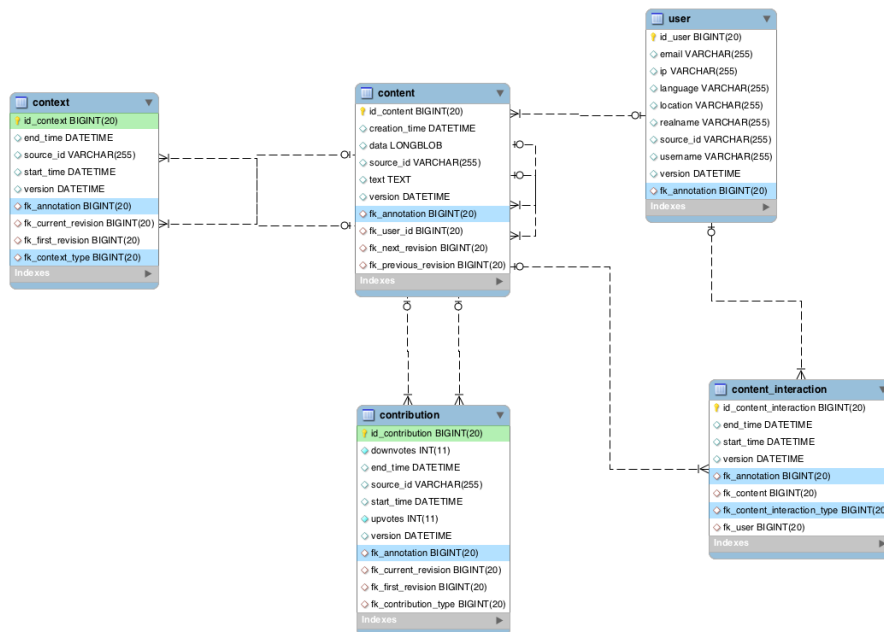 user
id_user BIGINT(20)
email VARCHAR(255)
ip VARCHAR(255)
language VARCHAR(255)
location VARCHAR(255)
realname VARCHAR(255)
source_id VARCHAR(255)
username VARCHAR(255)
version DATETIME
fk_annotation BIGINT(20)
Indexes
context
id_context BIGINT(20)
end_time DATETIME
source_id VARCHAR(255)
start_time DATETIME
version DATETIME
fk_annotation BIGINT(20)
fk_current_revision BIGINT(20)
fk_first_revision BIGINT(20)
fk_context_type BIGINT(20)
Indexes
content
id_content BIGINT(20)
creation_time DATETIME
data LONGBLOB
source_id VARCHAR(255)
text TEXT
version DATETIME
fk_annotation BIGINT(20)
fk_user_id BIGINT(20)
fk_next_revision BIGINT(20)
fk_previous_revision BIGINT(20)
Indexes
contribution
id_contribution BIGINT(20)
downvotes INT(11)
end_time DATETIME
source_id VARCHAR(255)
start_time DATETIME
upvotes INT(11)
version DATETIME
fk_annotation BIGINT(20)
fk_current_revision BIGINT(20)
fk_first_revision BIGINT(20)
fk_contribution_type BIGINT(20)
Indexes
content_interaction
id_content_interaction BIGINT(20)
end_time DATETIME
start_time DATETIME
version DATETIME
fk_annotation BIGINT(20)
fk_content BIGINT(20)
fk_content_interaction_type BIGINT(20
fk_user BIGINT(20)
Indexes